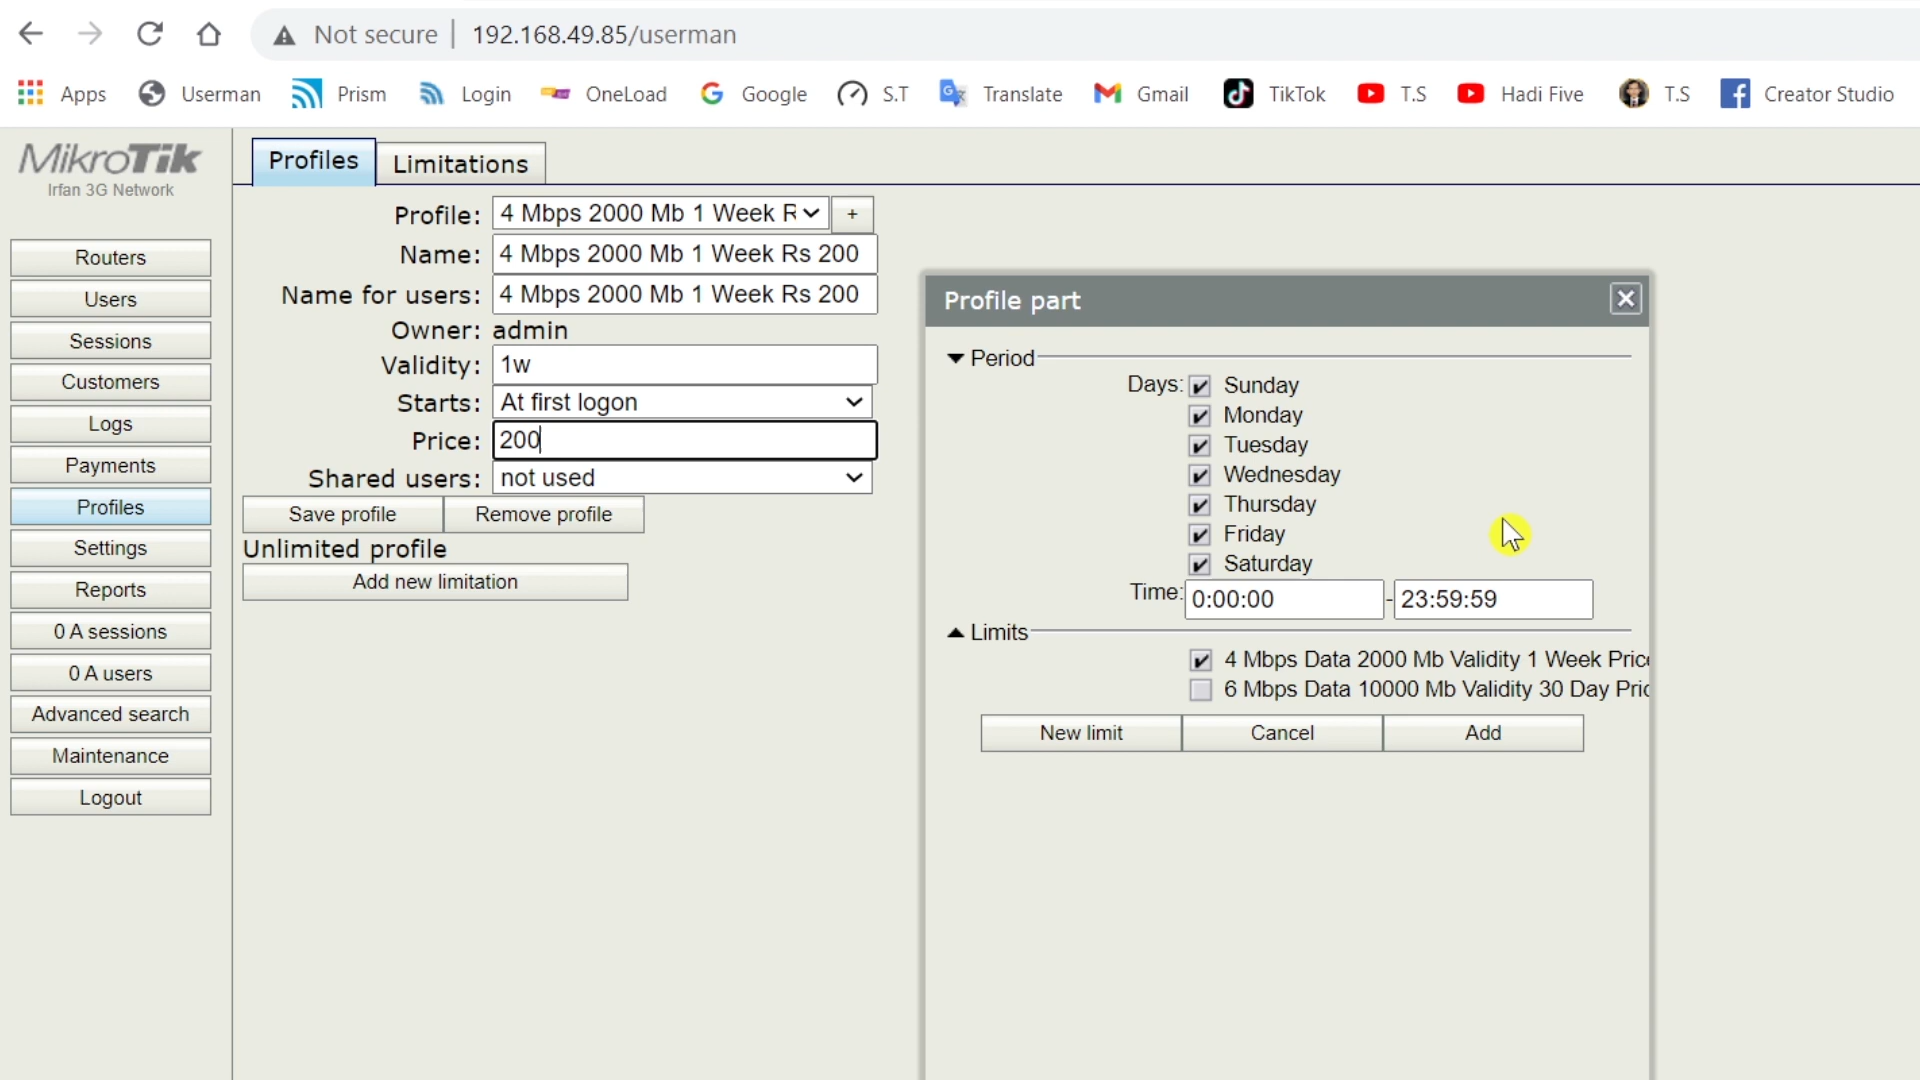 Not secure | 192.168.49.85/userman
Apps Userman Prism Login OneLoad Google S.T Translate Gmail TikTok T.S Hadi Five T.S Creator Studio
MikroTik
Irfan 3G Network
Routers
Users
Sessions
Customers
Logs
Payments
Profiles
Settings
Reports
0 A sessions
0 A users
Advanced search
Maintenance
Logout
Profiles Limitations
Profile: 4 Mbps 2000 Mb 1 Week R +
Name: 4 Mbps 2000 Mb 1 Week Rs 200
Name for users: 4 Mbps 2000 Mb 1 Week Rs 200
Owner: admin
Validity: 1w
Starts: At first logon
Price: 200
Shared users: not used
Save profile Remove profile
Unlimited profile
Add new limitation
Profile part
Period
Days: Sunday
Monday
Tuesday
Wednesday
Thursday
Friday
Saturday
Time: 0:00:00 - 23:59:59
Limits
4 Mbps Data 2000 Mb Validity 1 Week Pric
6 Mbps Data 10000 Mb Validity 30 Day Pric
New limit Cancel Add